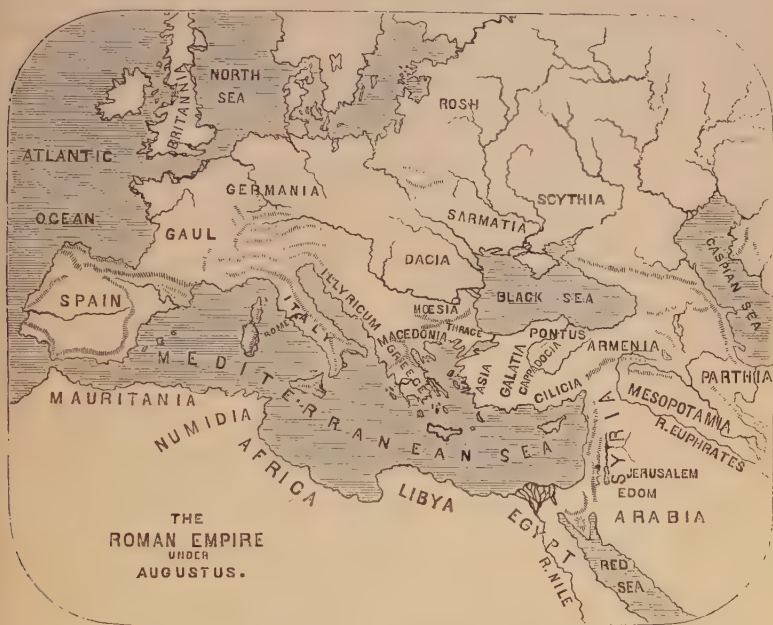 NORTH
SEA
ROSH
BRITANNIA
ATLANTIC
OCEAN
GERMANIA
SCYTHIA
GAUL
SARMATIA
DACIA
CASPIAN SEA
SPAIN
ITALY
ROME
ILLYRICUM
MŒSIA
BLACK SEA
THRACE
MACEDONIA
GREECE
PONTUS
ARMENIA
ASIA
GALATIA
CAPPADOCIA
CILICIA
PARTHIA
MESOPOTAMIA
R. EUPHRATES
MEDITERRANEAN SEA
MAURITANIA
NUMIDIA
AFRICA
LIBYA
SYRIA
JERUSALEM
EDOM
ARABIA
EGYPT
R. NILE
RED
SEA
THE
ROMAN EMPIRE
UNDER
AUGUSTUS.